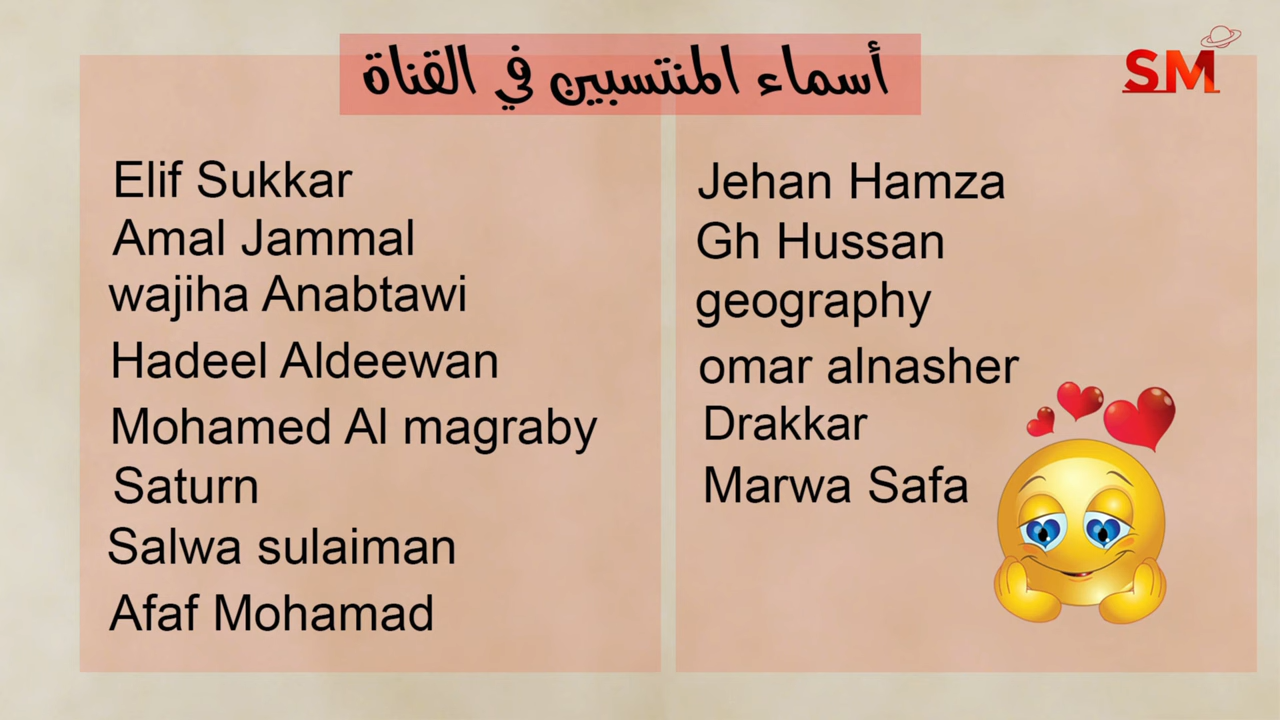 أسماء المنتسبين في القناة
SM
Elif Sukkar
Amal Jammal
wajiha Anabtawi
Hadeel Aldeewan
Mohamed Al magraby
Saturn
Salwa sulaiman
Afaf Mohamad
Jehan Hamza
Gh Hussan
geography
omar alnasher
Drakkar
Marwa Safa